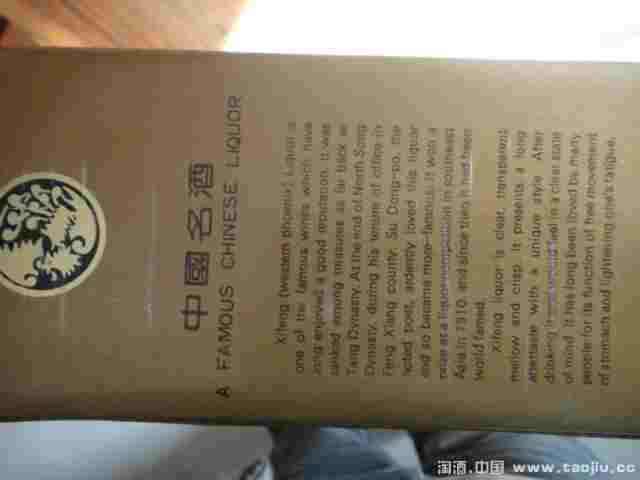 中國名酒
A FAMOUS CHINESE LIQUOR
Xifeng (western phoenix) Liquor is
one of the famous wines which have
long enjoyed a good reputation. It was
ranked among treasures as far back as
Tang Dynasty. At the end of North Song
Dynasty, during his tenure of office in
Feng Xiang county, Su Dong-po, the
noted poet, ardently loved this liquor
and so became more-famous. It won a
prize at a liquor competition in southeast
Asia in 1910, and since then it had been
world famed.
Xifeng liquor is clear, transparent,
mellow and crisp. It presents a long
aftertaste with a unique style. After
drinking it one would feel in a clear state
of mind. It has long been loved by many
people for its function of the movement
of stomach and lightening one's fatigue.
淘酒.中国 www.taojiu.cc